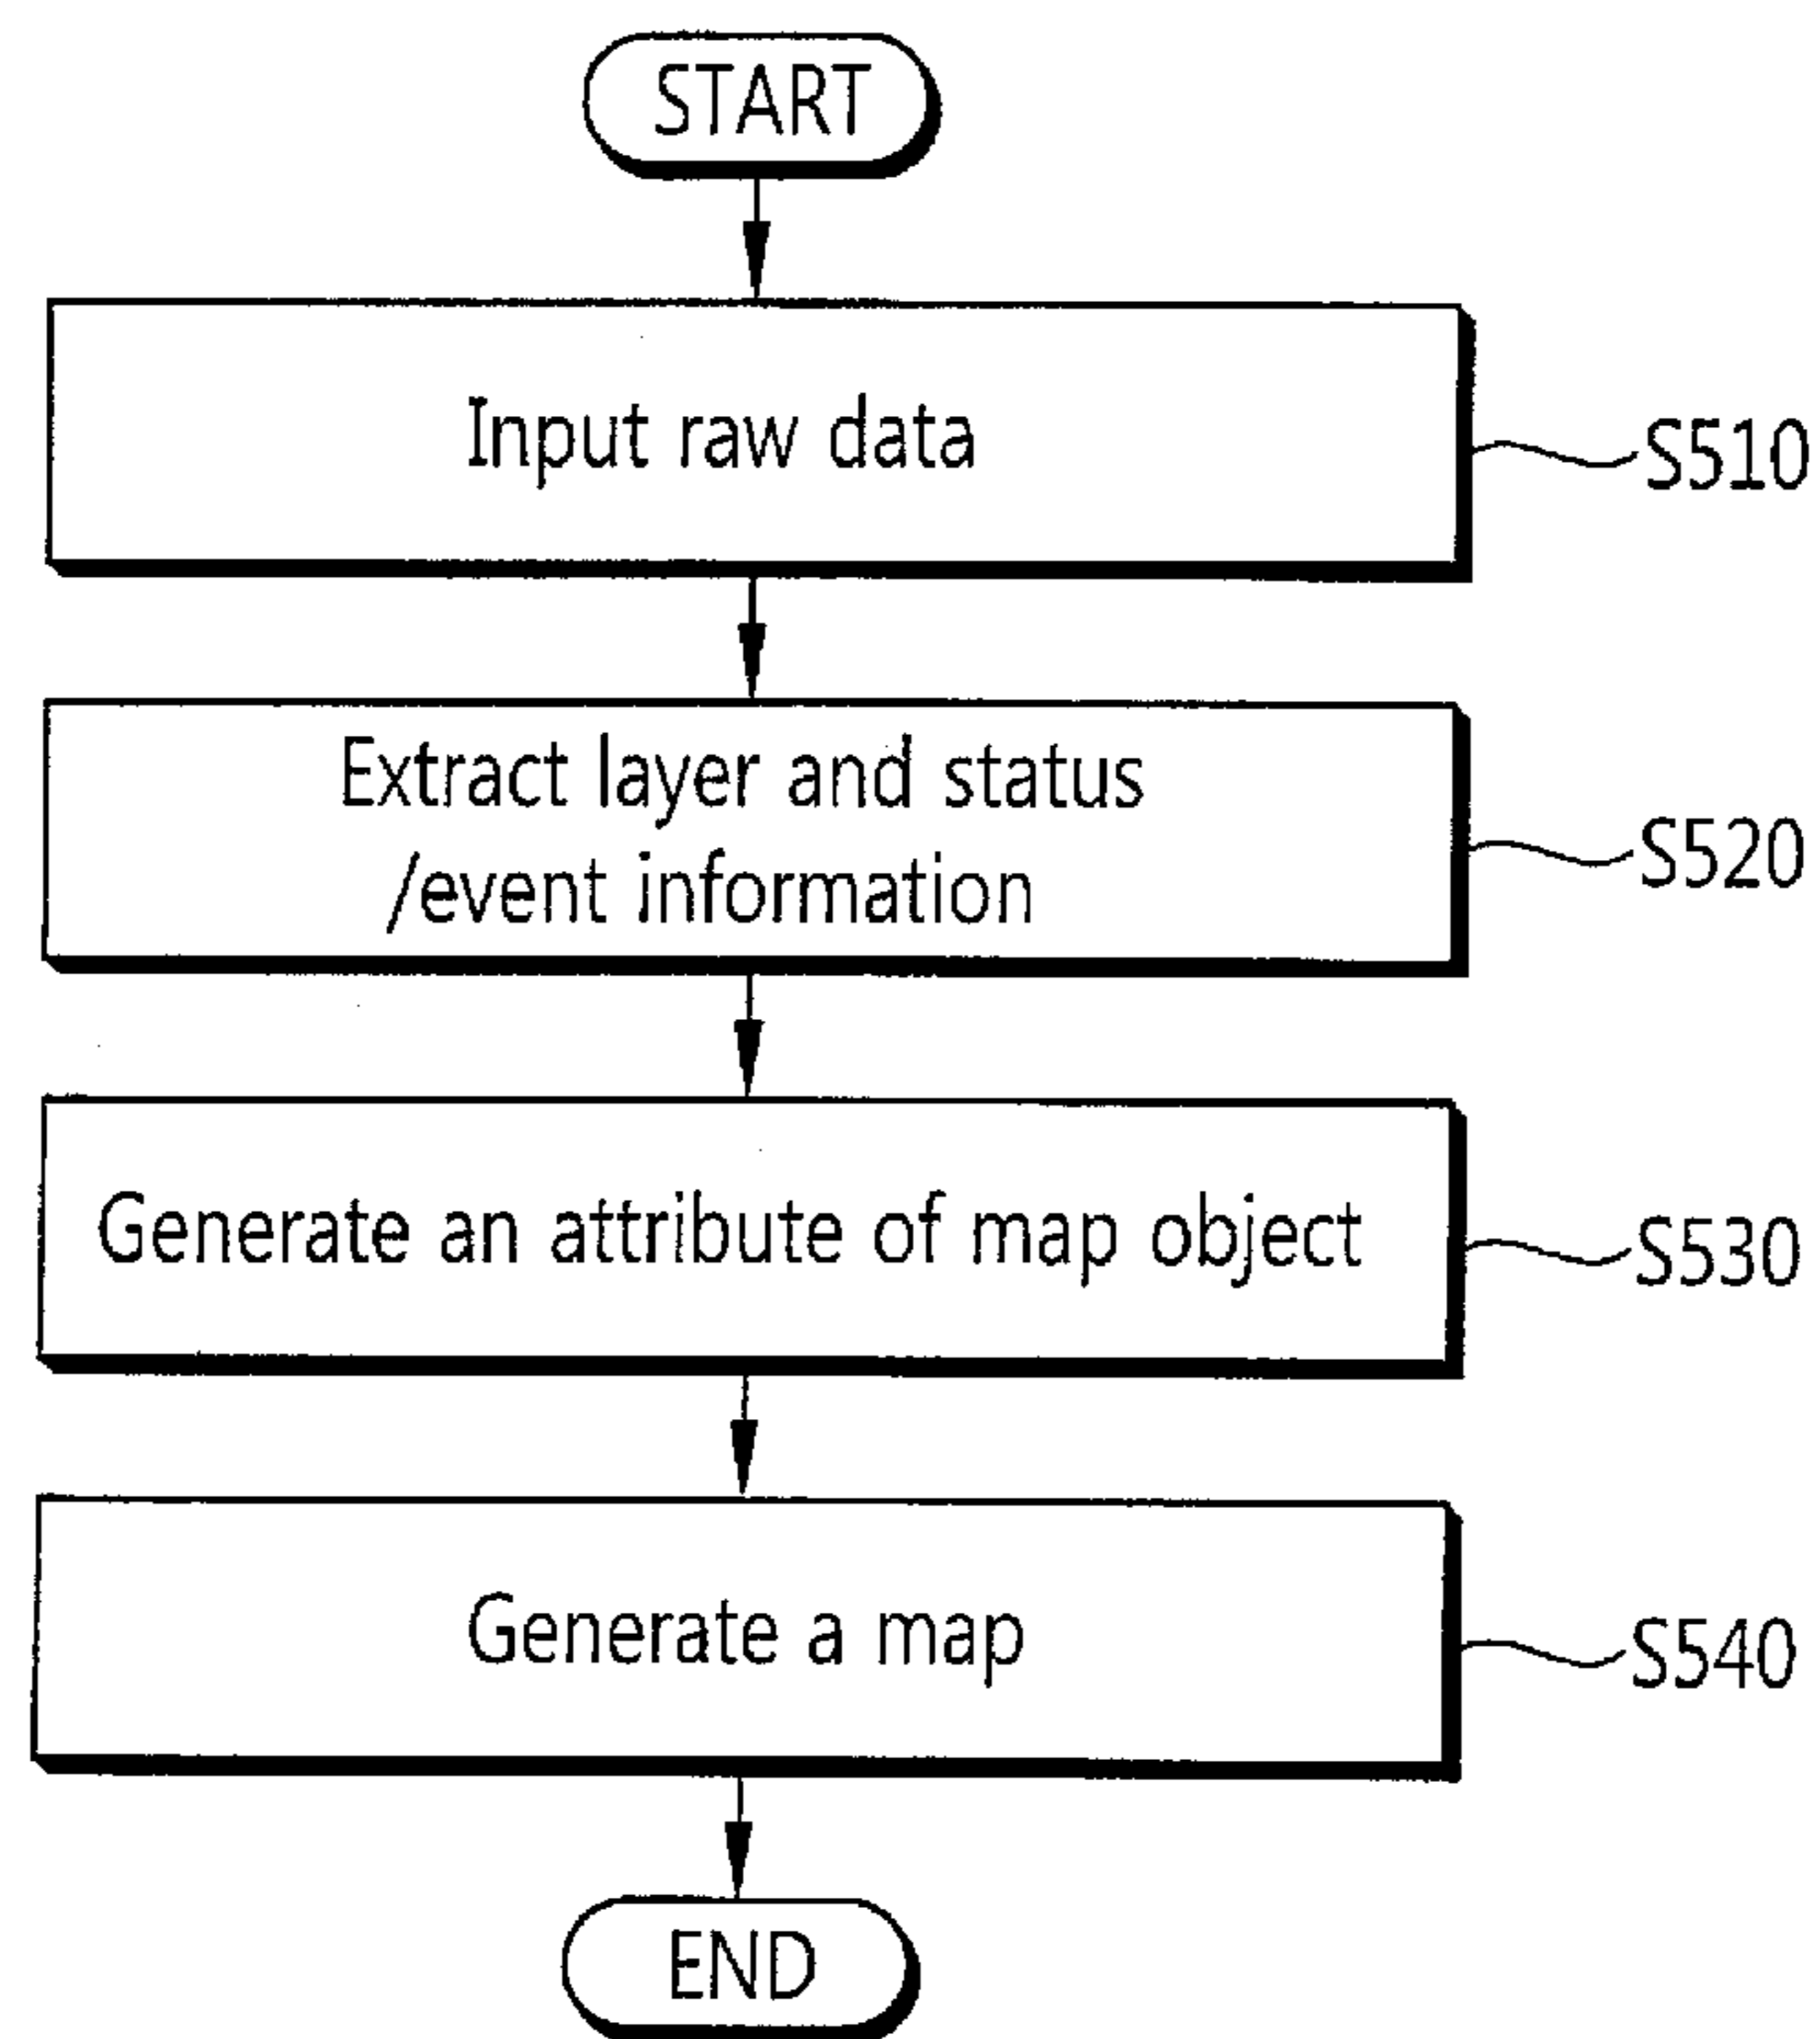 START
Input raw data
S510
Extract layer and status
/event information
S520
Generate an attribute of map object
S530
Generate a map
S540
END